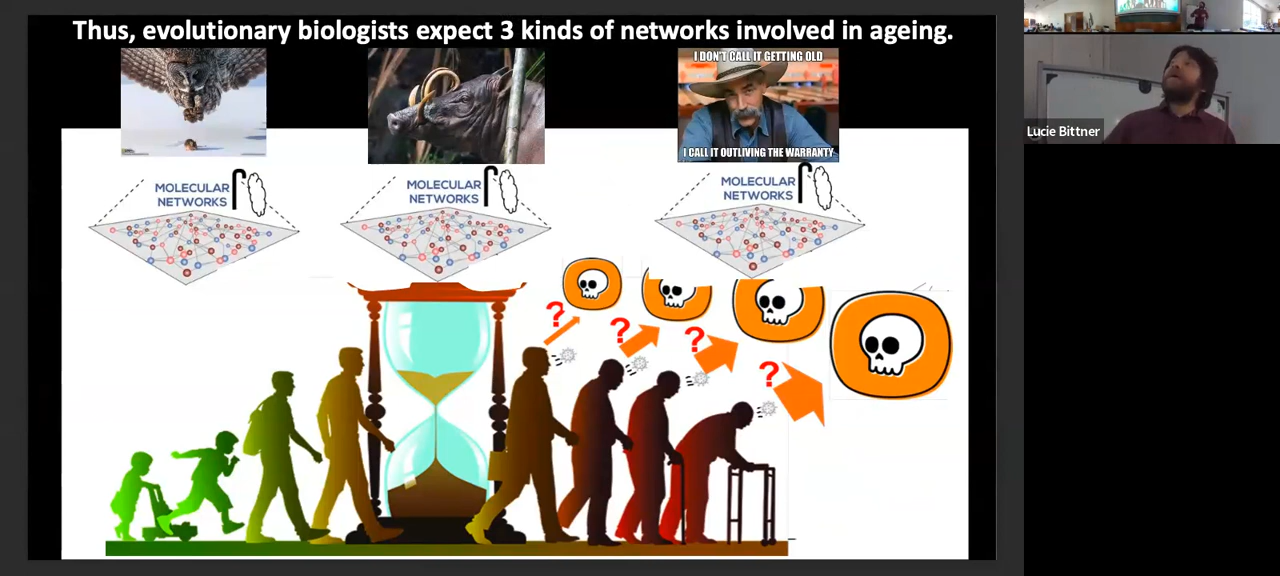 Thus, evolutionary biologists expect 3 kinds of networks involved in ageing.
I DON'T CALL IT GETTING OLD
I CALL IT OUTLIVING THE WARRANTY
MOLECULAR
NETWORKS
MOLECULAR
NETWORKS
MOLECULAR
NETWORKS
?
?
?
?
Lucie Bittner